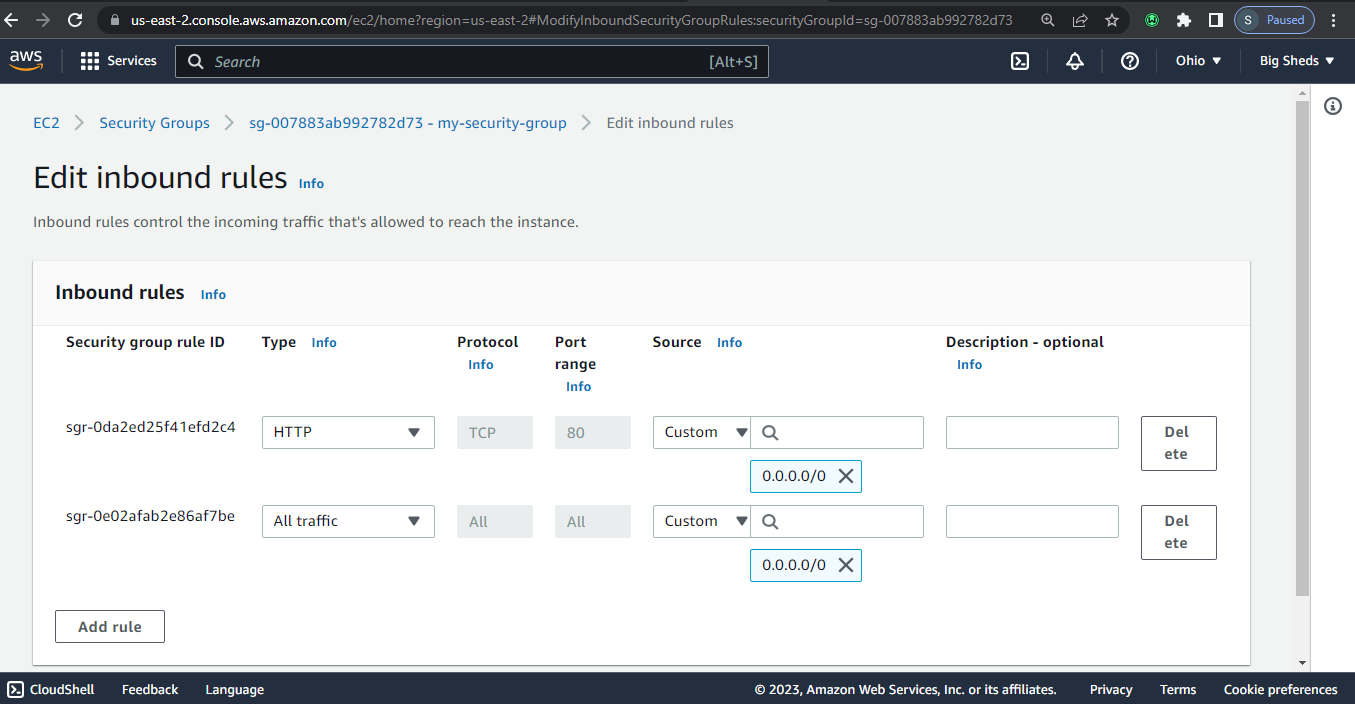 us-east-2.console.aws.amazon.com/ec2/home?region=us-east-2#ModifyInboundSecurityGroupRules:securityGroupId=sg-007883ab992782d73
S Paused
aws Services Search [Alt+S] Ohio Big Sheds
EC2 Security Groups sg-007883ab992782d73 - my-security-group Edit inbound rules
Edit inbound rules Info
Inbound rules control the incoming traffic that's allowed to reach the instance.
Inbound rules Info
Security group rule ID
Type Info
Protocol
Info
Port
range
Info
Source Info
Description - optional
Info
sgr-0da2ed25f41efd2c4 HTTP TCP 80 Custom
Del
ete
0.0.0.0/0
sgr-0e02afab2e86af7be All traffic All All Custom
Del
ete
0.0.0.0/0
Add rule
CloudShell Feedback Language © 2023, Amazon Web Services, Inc. or its affiliates. Privacy Terms Cookie preferences